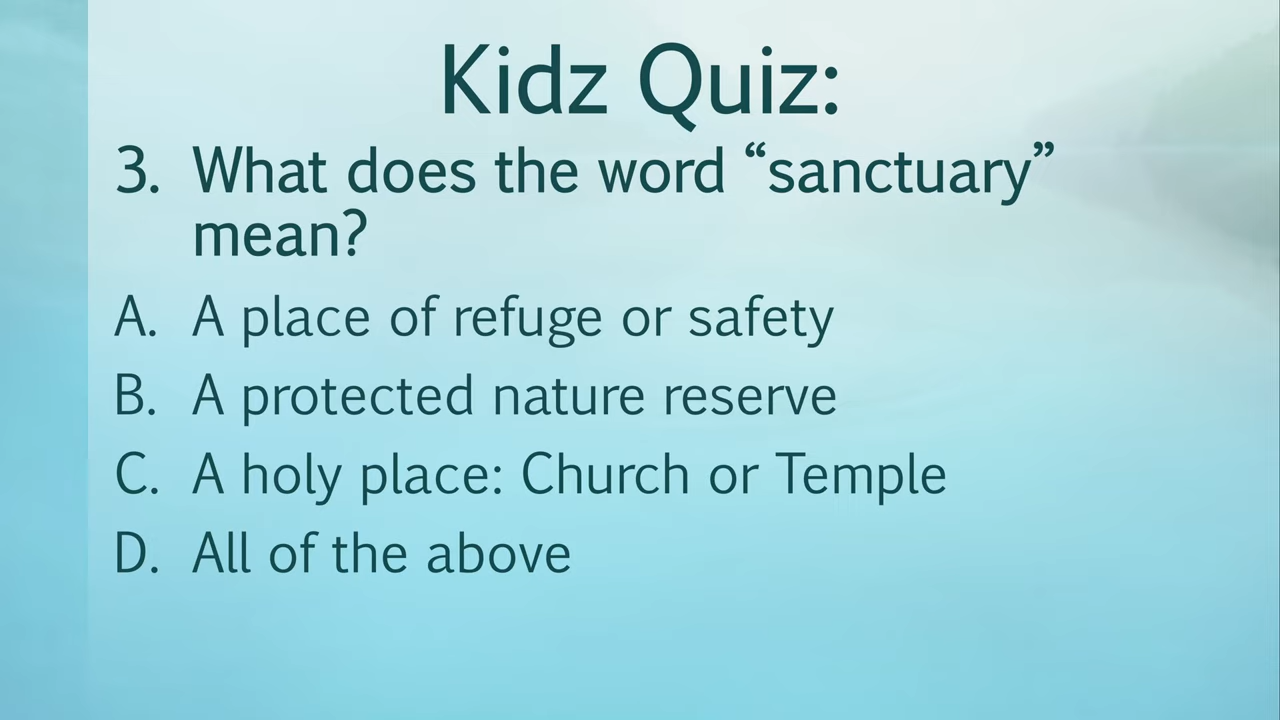 Kidz Quiz:
3. What does the word “sanctuary”
mean?
A. A place of refuge or safety
B. A protected nature reserve
C. A holy place: Church or Temple
D. All of the above